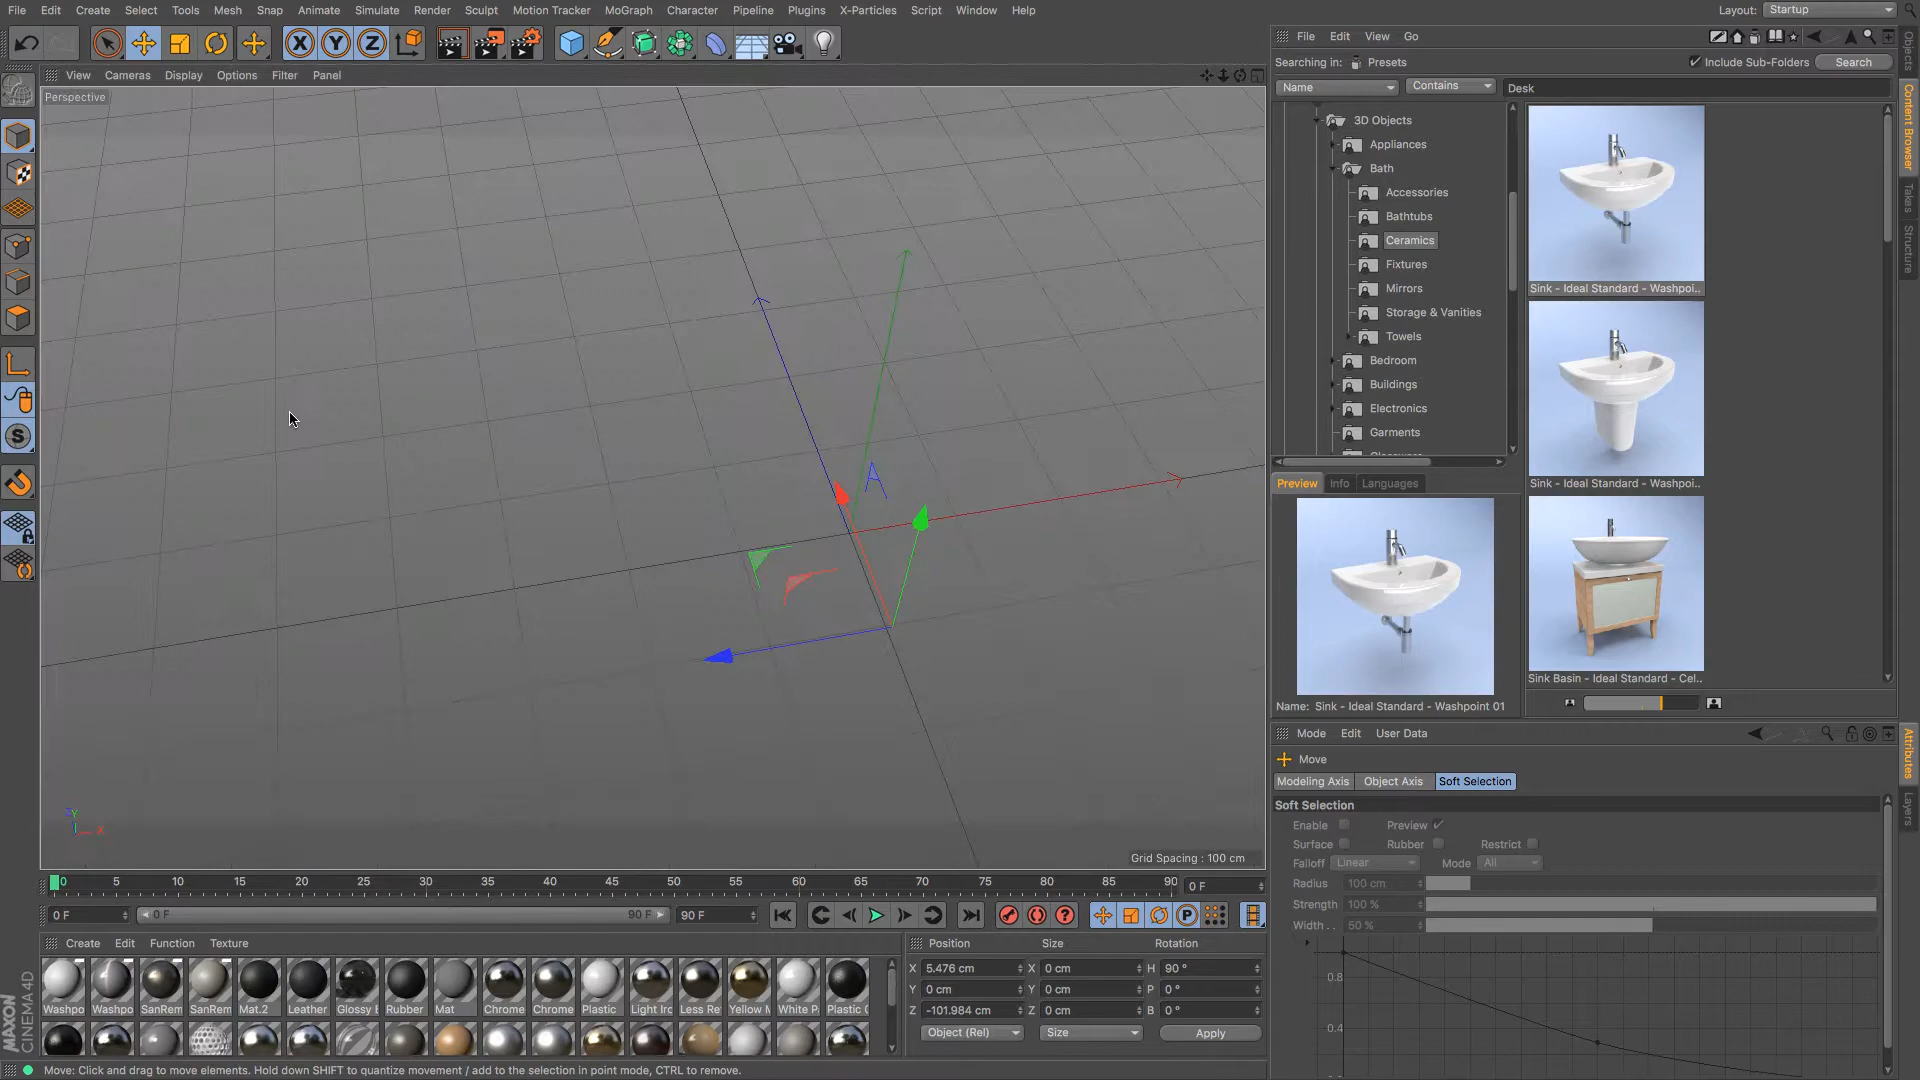 File Edit Create Select Tools Mesh Snap Animate Simulate Render Sculpt Motion Tracker MoGraph Character Pipeline Plugins X-Particles Script Window Help
Layout: Startup
File Edit View Go
Searching in: Presets
Include Sub-Folders Search
View Cameras Display Options Filter Panel
Name Contains Desk
Perspective
3D Objects
Appliances
Bath
Accessories
Bathtubs
Ceramics
Fixtures
Mirrors
Storage & Vanities
Towels
Bedroom
Buildings
Electronics
Garments
Sink - Ideal Standard - Washpoi..
Sink - Ideal Standard - Washpoi..
Sink Basin - Ideal Standard - Cel..
Objects
Content Browser
Takes
Structure
Preview Info Languages
Name: Sink - Ideal Standard - Washpoint 01
Mode Edit User Data
Move
Modeling Axis Object Axis Soft Selection
Soft Selection
Enable Preview
Surface Rubber Restrict
Falloff Linear Mode All
Radius 100 cm
Strength 100 %
Width . . 50 %
0.8
0.4
Attributes
Layers
Y
X
Grid Spacing : 100 cm
0 5 10 15 20 25 30 35 40 45 50 55 60 65 70 75 80 85 90 0 F
0 F 0 F 90 F 90 F
Create Edit Function Texture
Washpo Washpo SanRem SanRem Mat.2 Leather Glossy Rubber Mat Chrome Chrome Plastic Light Iro Less Re Yellow M White P Plastic
Position Size Rotation
X 5.476 cm X 0 cm H 90 °
Y 0 cm Y 0 cm P 0 °
Z -101.984 cm Z 0 cm B 0 °
Object (Rel) Size Apply
MAXON
CINEMA 4D
Move: Click and drag to move elements. Hold down SHIFT to quantize movement / add to the selection in point mode, CTRL to remove.